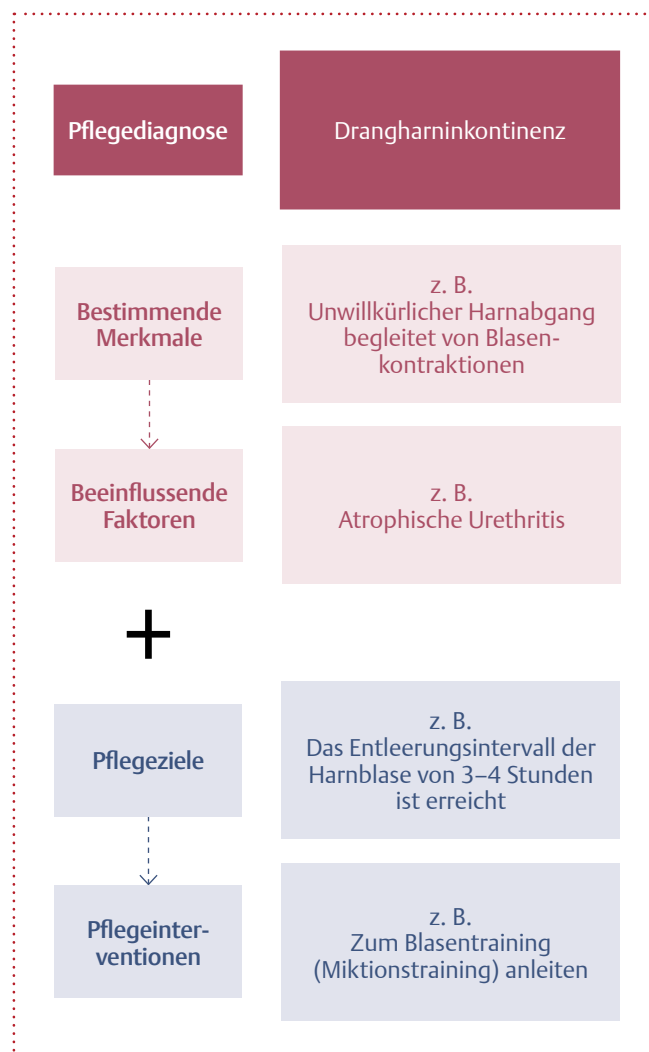 Pflegediagnose
Drangharninkontinenz
Bestimmende
Merkmale
z. B.
Unwillkürlicher Harnabgang
begleitet von Blasen-
kontraktionen
Beeinflussende
Faktoren
z. B.
Atrophische Urethritis
+
Pflegeziele
z. B.
Das Entleerungsintervall der
Harnblase von 3–4 Stunden
ist erreicht
Pflegeinter-
ventionen
z. B.
Zum Blasentraining
(Miktionstraining) anleiten